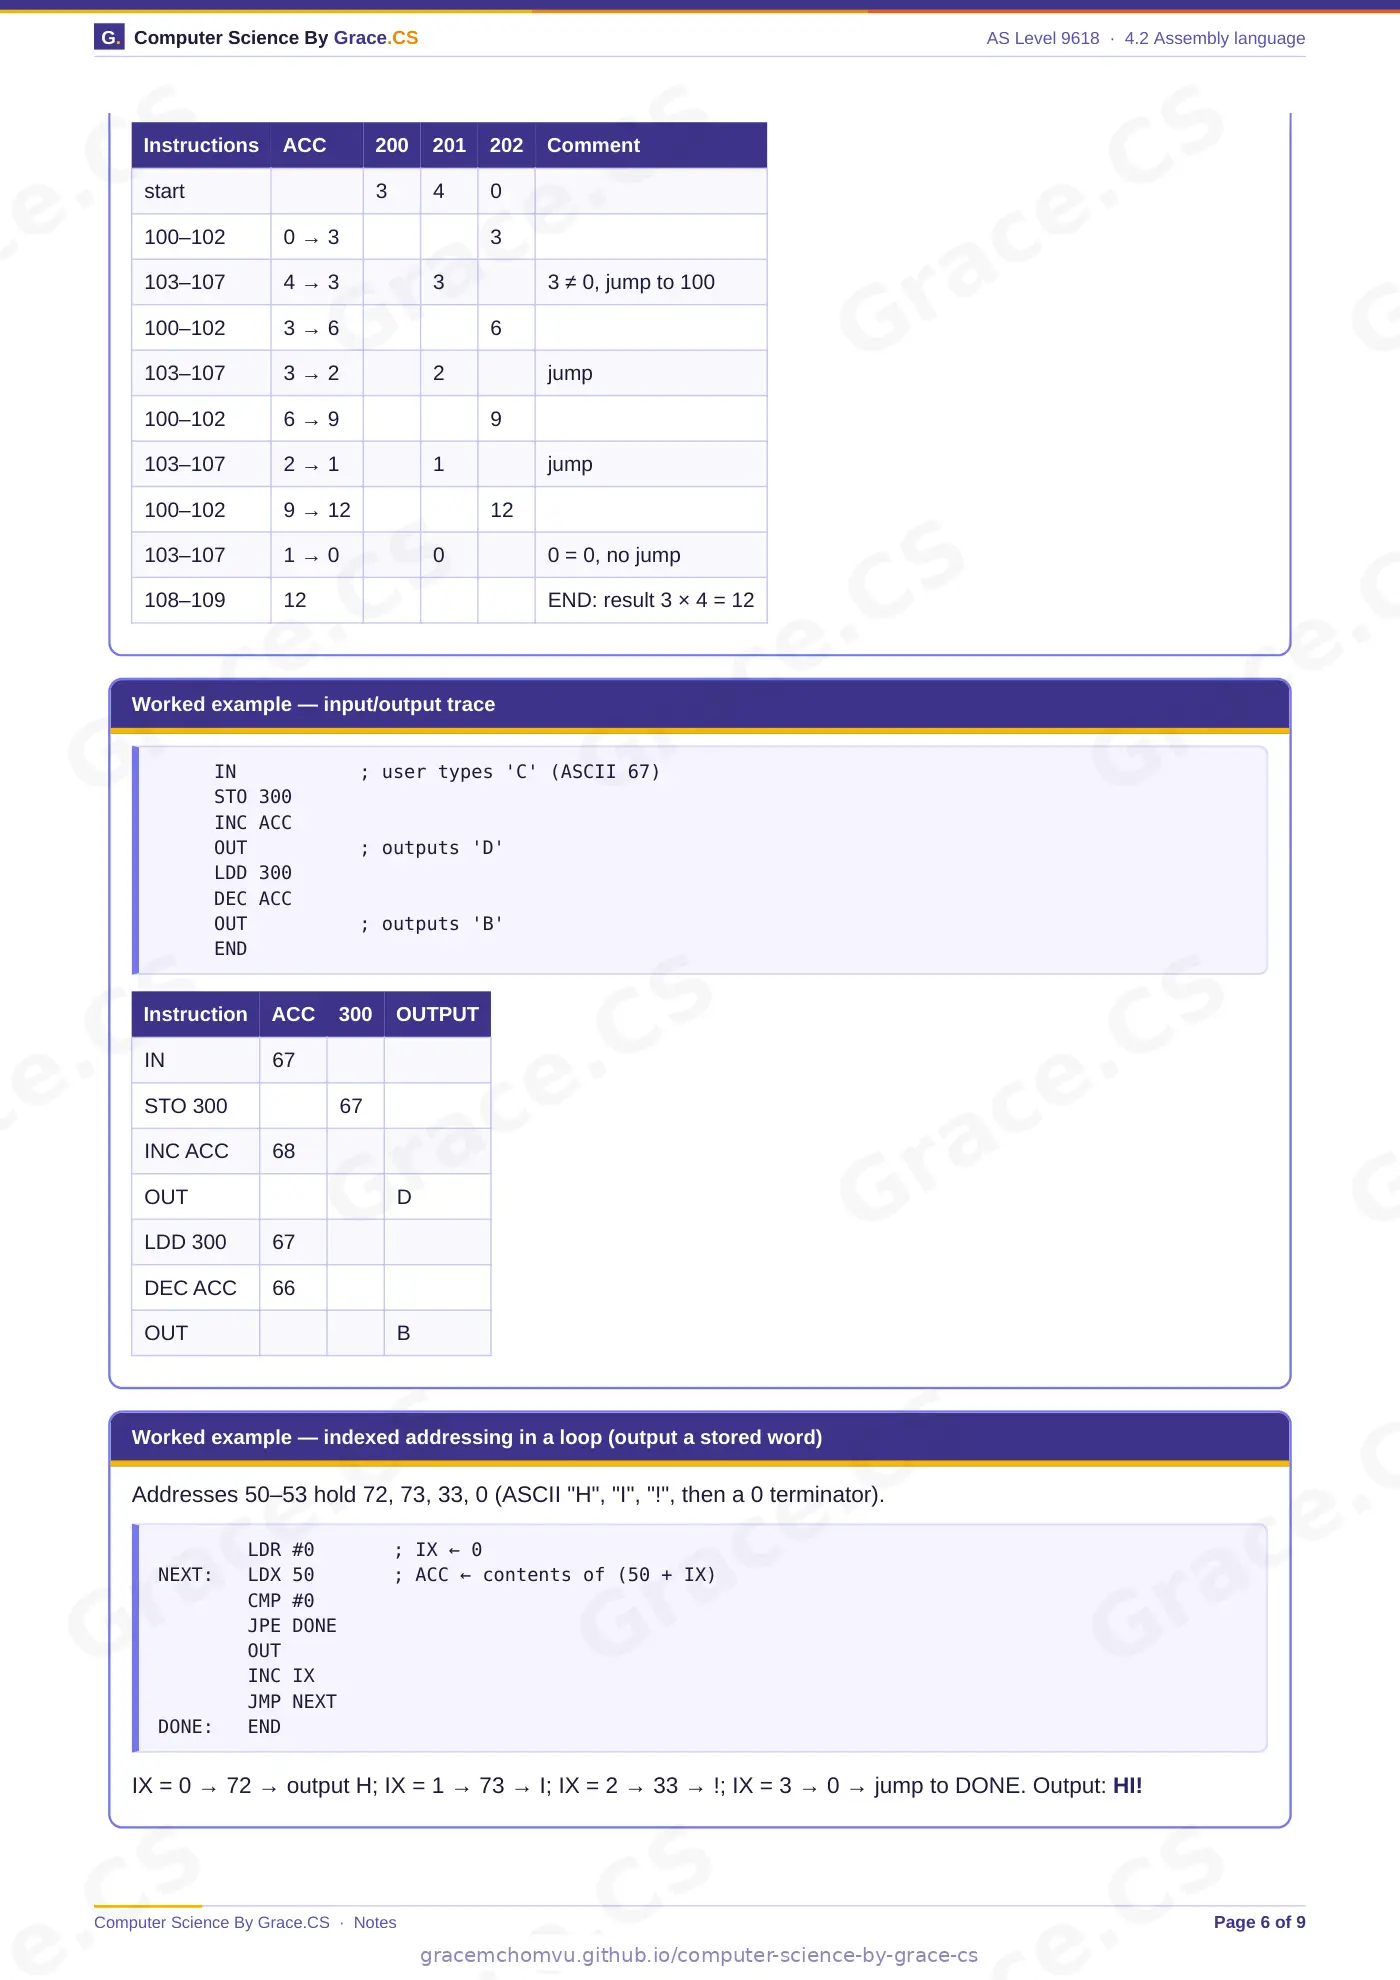 G. Computer Science By Grace.CS
AS Level 9618 · 4.2 Assembly language
Instructions ACC 200 201 202 Comment
start 3 4 0
100–102 0 → 3 3
103–107 4 → 3 3 3 ≠ 0, jump to 100
100–102 3 → 6 6
103–107 3 → 2 2 jump
100–102 6 → 9 9
103–107 2 → 1 1 jump
100–102 9 → 12 12
103–107 1 → 0 0 0 = 0, no jump
108–109 12 END: result 3 × 4 = 12
Worked example — input/output trace
IN ; user types 'C' (ASCII 67)
STO 300
INC ACC
OUT ; outputs 'D'
LDD 300
DEC ACC
OUT ; outputs 'B'
END
Instruction ACC 300 OUTPUT
IN 67
STO 300 67
INC ACC 68
OUT D
LDD 300 67
DEC ACC 66
OUT B
Worked example — indexed addressing in a loop (output a stored word)
Addresses 50–53 hold 72, 73, 33, 0 (ASCII "H", "I", "!", then a 0 terminator).
LDR #0 ; IX ← 0
NEXT: LDX 50 ; ACC ← contents of (50 + IX)
CMP #0
JPE DONE
OUT
INC IX
JMP NEXT
DONE: END
IX = 0 → 72 → output H; IX = 1 → 73 → I; IX = 2 → 33 → !; IX = 3 → 0 → jump to DONE. Output: HI!
Computer Science By Grace.CS · Notes
Page 6 of 9
gracemchomvu.github.io/computer-science-by-grace-cs